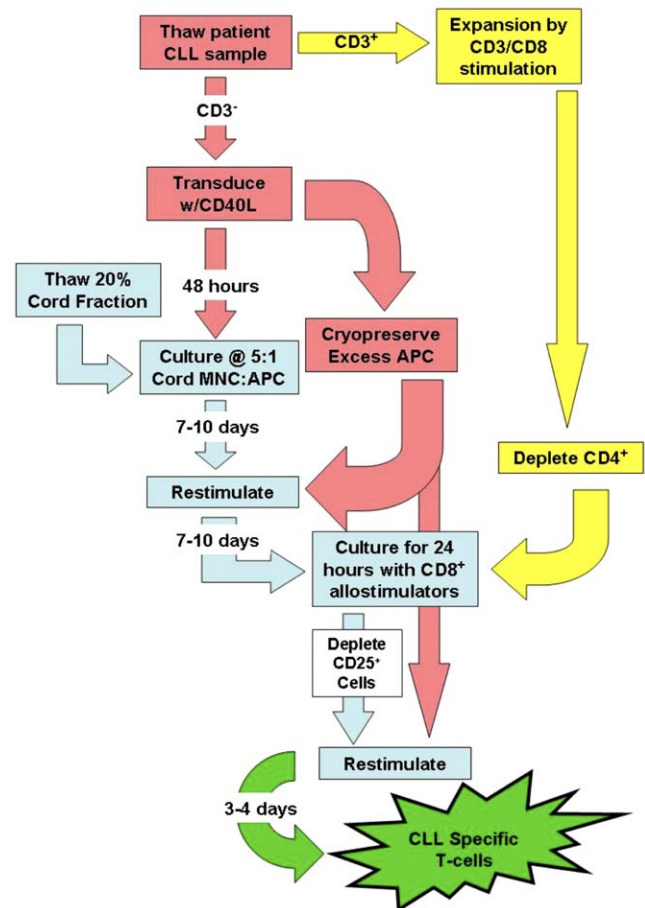 Thaw patient
CLL sample
CD3⁺
Expansion by
CD3/CD8
stimulation
CD3⁻
Transduce
w/CD40L
Thaw 20%
Cord Fraction
48 hours
Cryopreserve
Excess APC
Culture @ 5:1
Cord MNC:APC
7-10 days
Deplete CD4⁺
Restimulate
7-10 days
Culture for 24
hours with CD8⁺
allostimulators
Deplete
CD25⁺
Cells
Restimulate
3-4 days
CLL Specific
T-cells